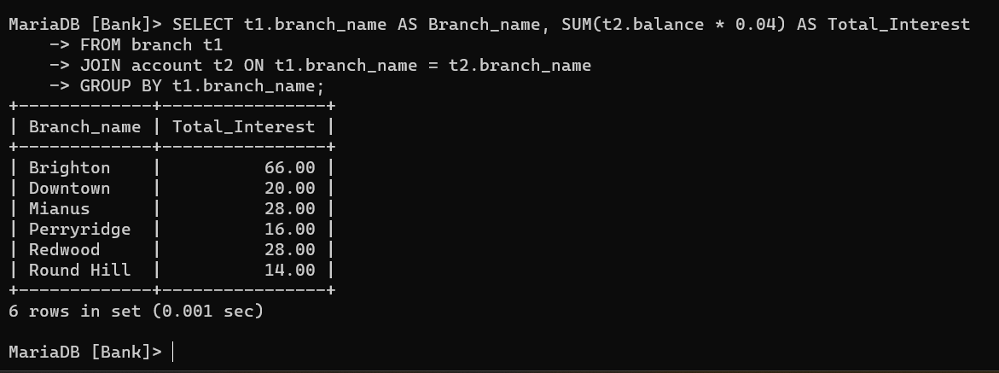 MariaDB [Bank]> SELECT t1.branch_name AS Branch_name, SUM(t2.balance * 0.04) AS Total_Interest
    -> FROM branch t1
    -> JOIN account t2 ON t1.branch_name = t2.branch_name
    -> GROUP BY t1.branch_name;
+-------------+----------------+
| Branch_name | Total_Interest |
+-------------+----------------+
| Brighton    |          66.00 |
| Downtown    |          20.00 |
| Mianus      |          28.00 |
| Perryridge  |          16.00 |
| Redwood     |          28.00 |
| Round Hill  |          14.00 |
+-------------+----------------+
6 rows in set (0.001 sec)

MariaDB [Bank]>